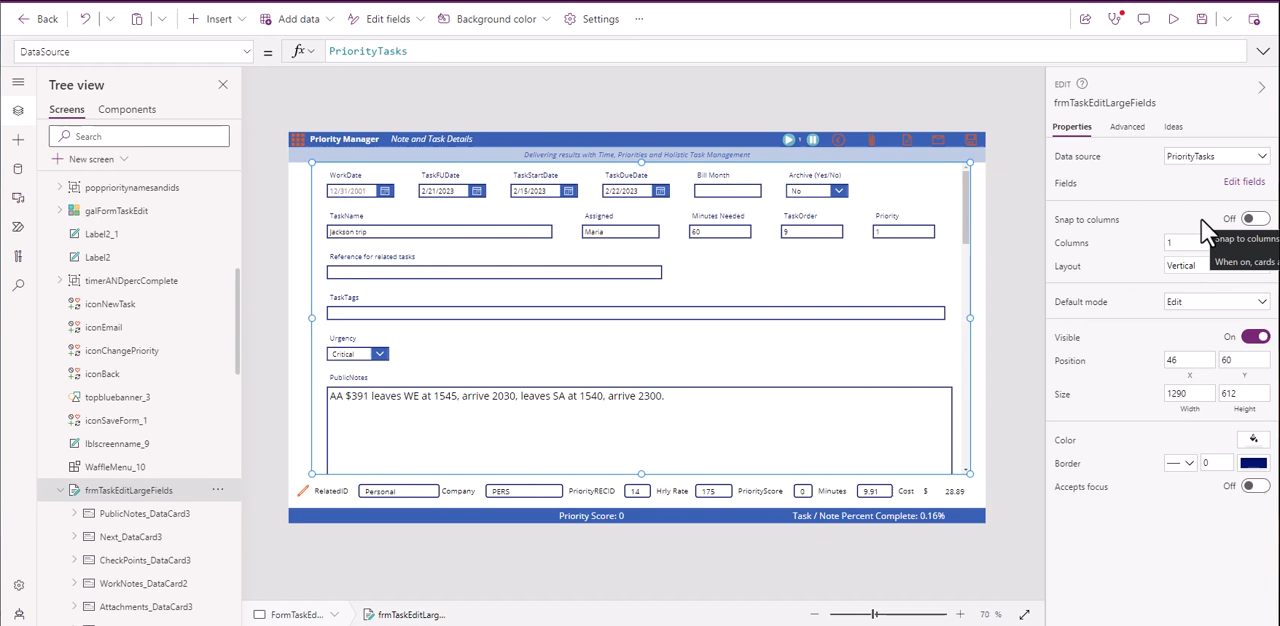 Back
Insert
Add data
Edit fields
Background color
Settings
DataSource
=
fx
PriorityTasks
Tree view
Screens
Components
Search
New screen
popprioritynamesandids
galFormTaskEdit
Label2_1
Label2
timerANDpercComplete
iconNewTask
iconEmail
iconChangePriority
iconBack
topbluebanner_3
iconSaveForm_1
lblscreenname_9
WaffleMenu_10
frmTaskEditLargeFields
PublicNotes_DataCard3
Next_DataCard3
CheckPoints_DataCard3
WorkNotes_DataCard2
Attachments_DataCard3
Priority Manager Note and Task Details
1
Delivering results with Time, Priorities and Holistic Task Management
WorkDate TaskFUDate TaskStartDate TaskDueDate Bill Month Archive (Yes/No)
12/31/2001 2/21/2023 2/15/2023 2/22/2023 No
TaskName Assigned Minutes Needed TaskOrder Priority
Jackson trip Maria 60 9 1
Reference for related tasks
TaskTags
Urgency
Critical
PublicNotes
AA $391 leaves WE at 1545, arrive 2030, leaves SA at 1540, arrive 2300.
RelatedID Personal Company PERS PriorityRECID 14 Hrly Rate 175 PriorityScore 0 Minutes 9.91 Cost $ 28.89
Priority Score: 0 Task / Note Percent Complete: 0.16%
FormTaskEd...
frmTaskEditLarg...
70 %
EDIT
frmTaskEditLargeFields
Properties Advanced Ideas
Data source PriorityTasks
Fields Edit fields
Snap to columns Off
Columns 1
Snap to columns
When on, cards a
Layout Vertical
Default mode Edit
Visible On
Position 46 60
X Y
Size 1290 612
Width Height
Color
Border 0
Accepts focus Off